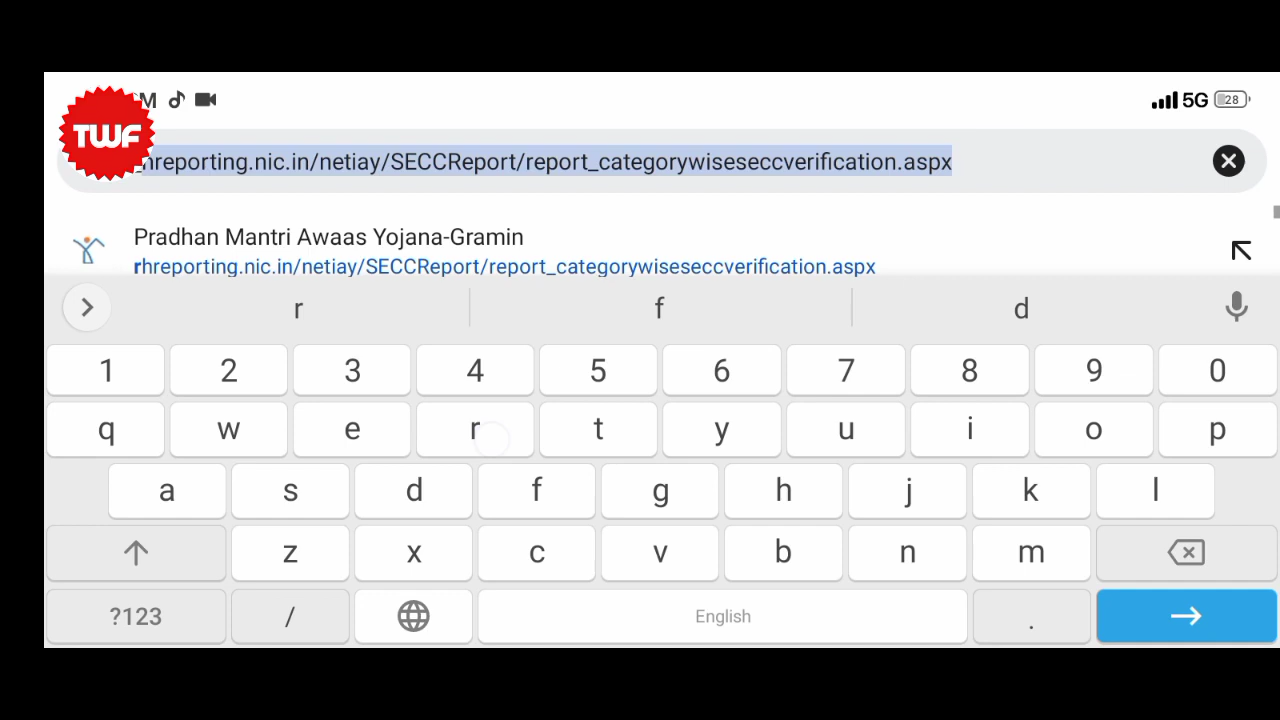 M
5G
28
TWF
hreporting.nic.in/netiay/SECCReport/report_categorywiseseccverification.aspx
Pradhan Mantri Awaas Yojana-Gramin
rhreporting.nic.in/netiay/SECCReport/report_categorywiseseccverification.aspx
r f d
1 2 3 4 5 6 7 8 9 0
q w e r t y u i o p
a s d f g h j k l
z x c v b n m
?123 / English .